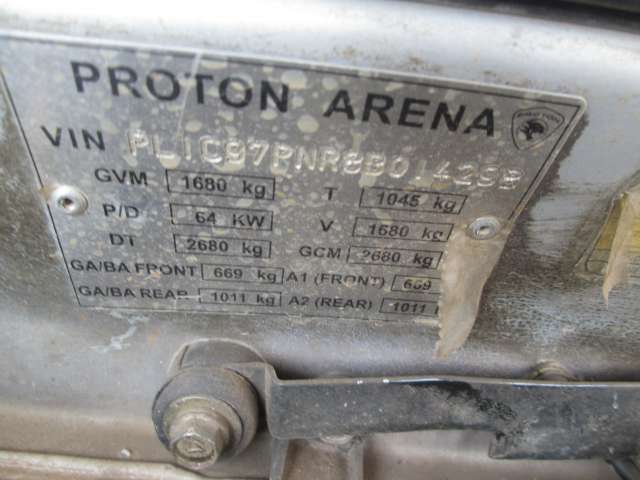 PROTON ARENA
VIN PL1C97RNR8B014298
GVM 1680 kg T 1045 kg
P/D 64 KW V 1680 kg
DT 2680 kg GCM 2680 kg
GA/BA FRONT 669 kg A1 (FRONT) 669
GA/BA REAR 1011 kg A2 (REAR) 1011